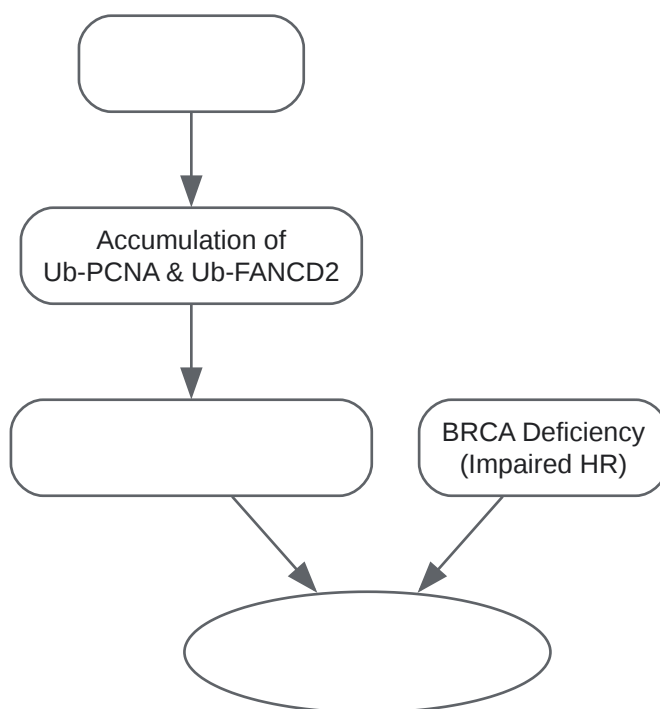 Accumulation of
Ub-PCNA & Ub-FANCD2
BRCA Deficiency
(Impaired HR)